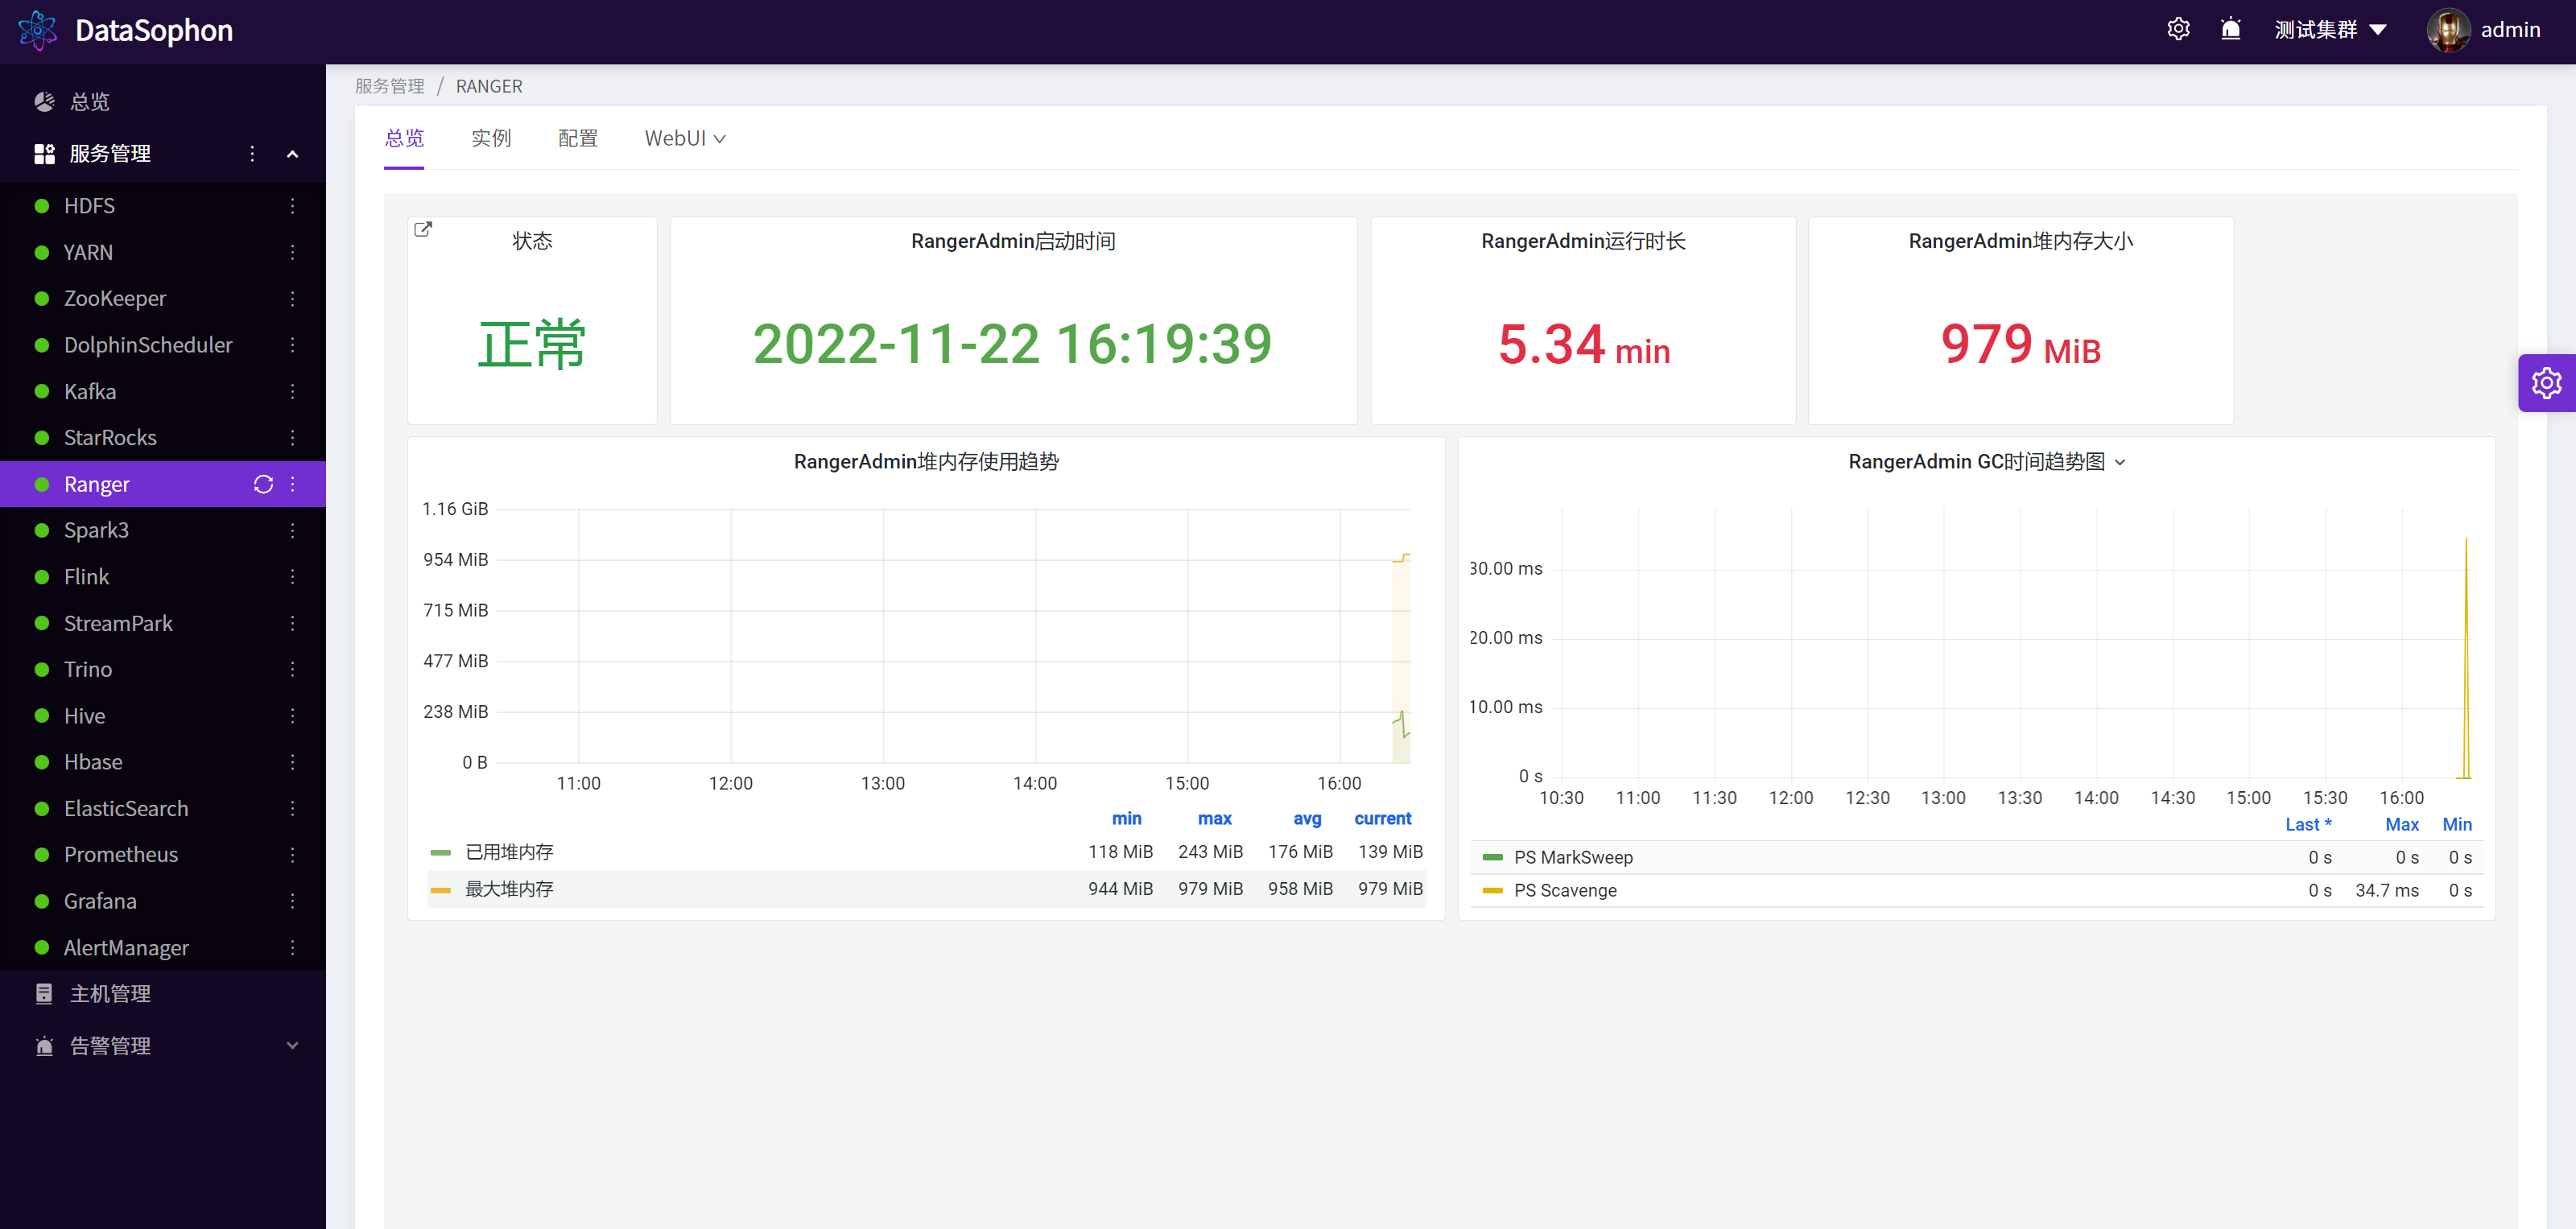 DataSophon
测试集群
admin
总览
服务管理
HDFS
YARN
ZooKeeper
DolphinScheduler
Kafka
StarRocks
Ranger
Spark3
Flink
StreamPark
Trino
Hive
Hbase
ElasticSearch
Prometheus
Grafana
AlertManager
主机管理
告警管理
服务管理 / RANGER
总览 实例 配置 WebUI
状态
正常
RangerAdmin启动时间
2022-11-22 16:19:39
RangerAdmin运行时长
5.34 min
RangerAdmin堆内存大小
979 MiB
RangerAdmin堆内存使用趋势
1.16 GiB
954 MiB
715 MiB
477 MiB
238 MiB
0 B
11:00 12:00 13:00 14:00 15:00 16:00
min max avg current
已用堆内存 118 MiB 243 MiB 176 MiB 139 MiB
最大堆内存 944 MiB 979 MiB 958 MiB 979 MiB
RangerAdmin GC时间趋势图
30.00 ms
20.00 ms
10.00 ms
0 s
10:30 11:00 11:30 12:00 12:30 13:00 13:30 14:00 14:30 15:00 15:30 16:00
Last * Max Min
PS MarkSweep 0 s 0 s 0 s
PS Scavenge 0 s 34.7 ms 0 s